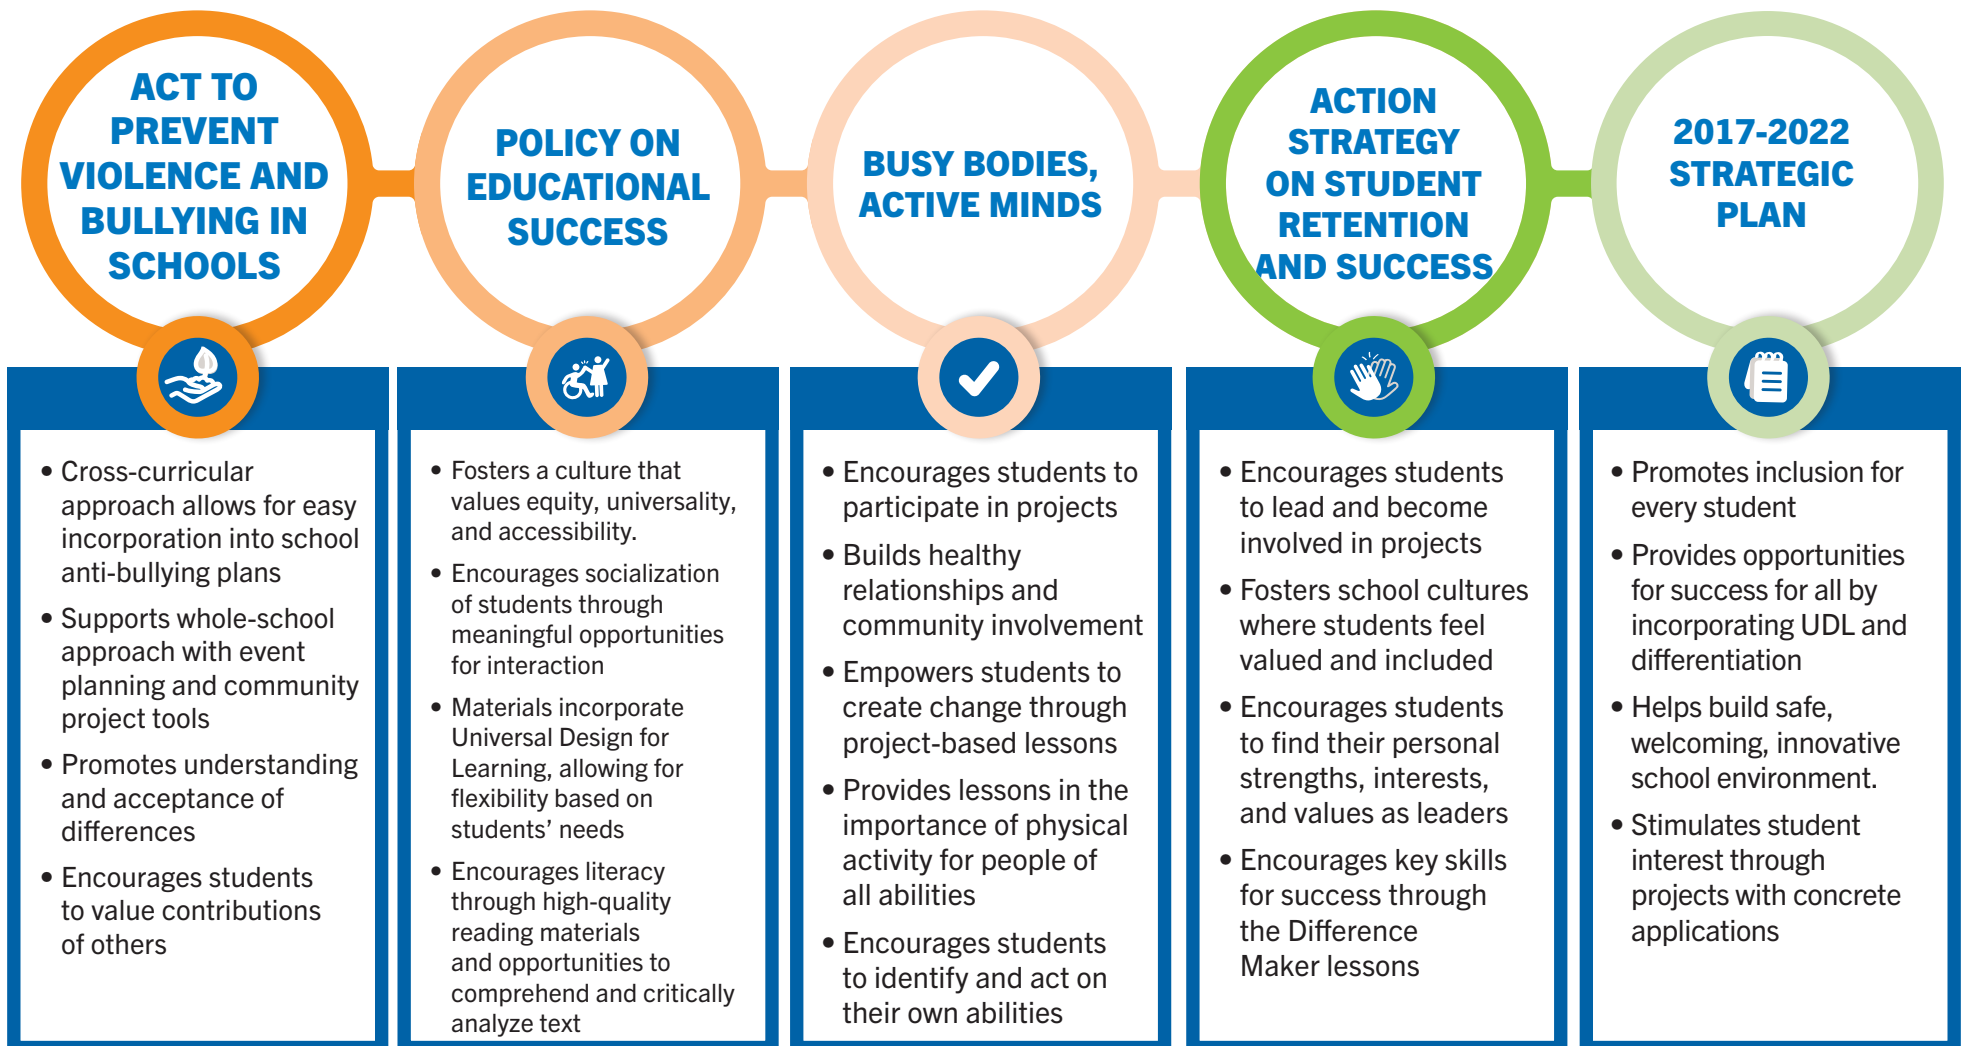 ACT TO
PREVENT
VIOLENCE AND
BULLYING IN
SCHOOLS
• Cross-curricular
approach allows for easy
incorporation into school
anti-bullying plans
• Supports whole-school
approach with event
planning and community
project tools
• Promotes understanding
and acceptance of
differences
• Encourages students
to value contributions
of others
POLICY ON
EDUCATIONAL
SUCCESS
• Fosters a culture that
values equity, universality,
and accessibility.
• Encourages socialization
of students through
meaningful opportunities
for interaction
• Materials incorporate
Universal Design for
Learning, allowing for
flexibility based on
students’ needs
• Encourages literacy
through high-quality
reading materials
and opportunities to
comprehend and critically
analyze text
BUSY BODIES,
ACTIVE MINDS
• Encourages students to
participate in projects
• Builds healthy
relationships and
community involvement
• Empowers students to
create change through
project-based lessons
• Provides lessons in the
importance of physical
activity for people of
all abilities
• Encourages students
to identify and act on
their own abilities
ACTION
STRATEGY
ON STUDENT
RETENTION
AND SUCCESS
• Encourages students
to lead and become
involved in projects
• Fosters school cultures
where students feel
valued and included
• Encourages students
to find their personal
strengths, interests,
and values as leaders
• Encourages key skills
for success through
the Difference
Maker lessons
2017-2022
STRATEGIC
PLAN
• Promotes inclusion for
every student
• Provides opportunities
for success for all by
incorporating UDL and
differentiation
• Helps build safe,
welcoming, innovative
school environment.
• Stimulates student
interest through
projects with concrete
applications